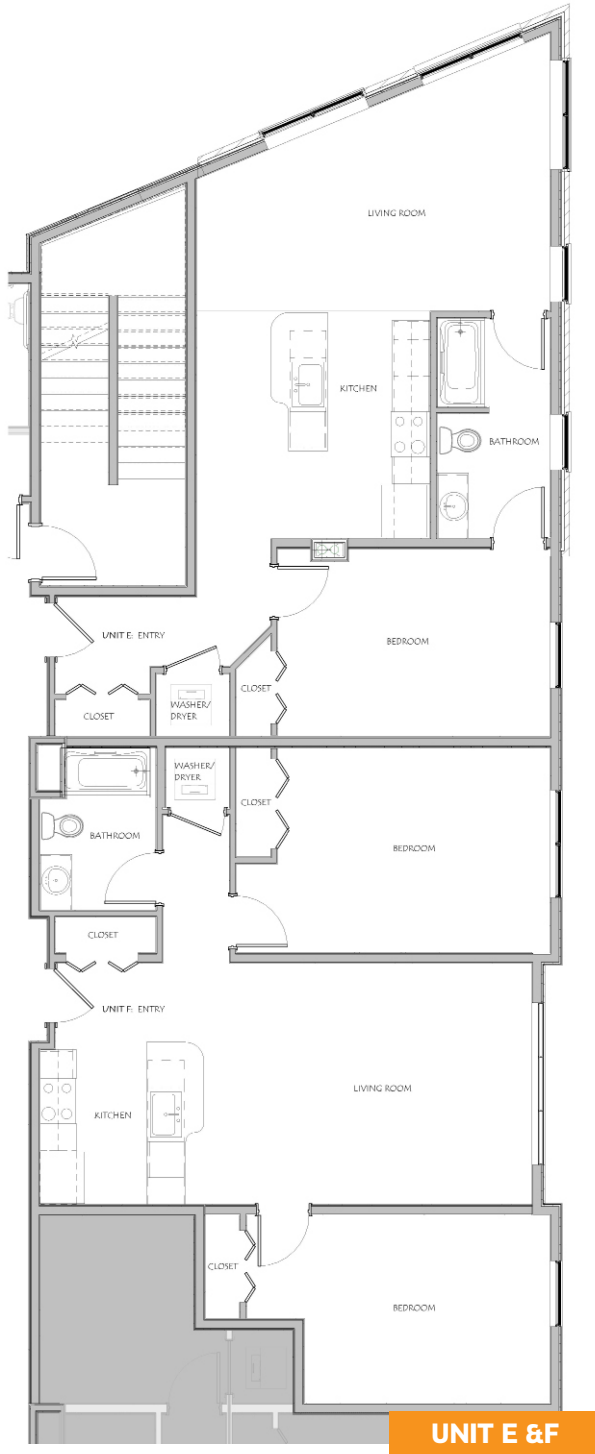 LIVING ROOM
KITCHEN
BATHROOM
UNIT E: ENTRY
BEDROOM
CLOSET
WASHER/
DRYER
CLOSET
WASHER/
DRYER
CLOSET
BATHROOM
BEDROOM
CLOSET
UNIT F: ENTRY
LIVING ROOM
KITCHEN
CLOSET
BEDROOM
UNIT E &F